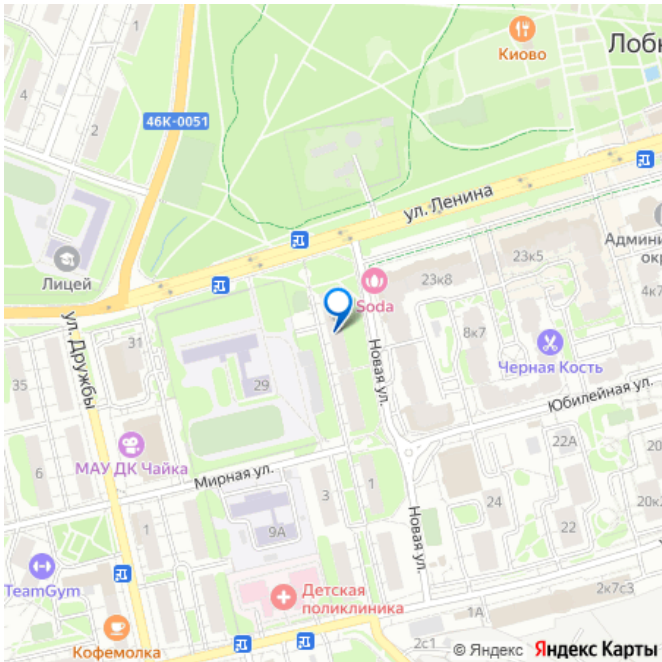 Киово
Лобн
4
2
46К-0051
ул. Ленина
Лицей
Админи
окр
23к5
23к8
Soda
4к7
ул. Дружбы
31
8к7
Черная Кость
Новая ул.
35
29
Юбилейная ул.
МАУ ДК Чайка
22А
6
Мирная ул.
3
1
24
20к
1
9А
Новая ул.
22
TeamGym
Детская
поликлиника
2к7с3
1А
Кофемолка
2с1
© Яндекс Яндекс Карты